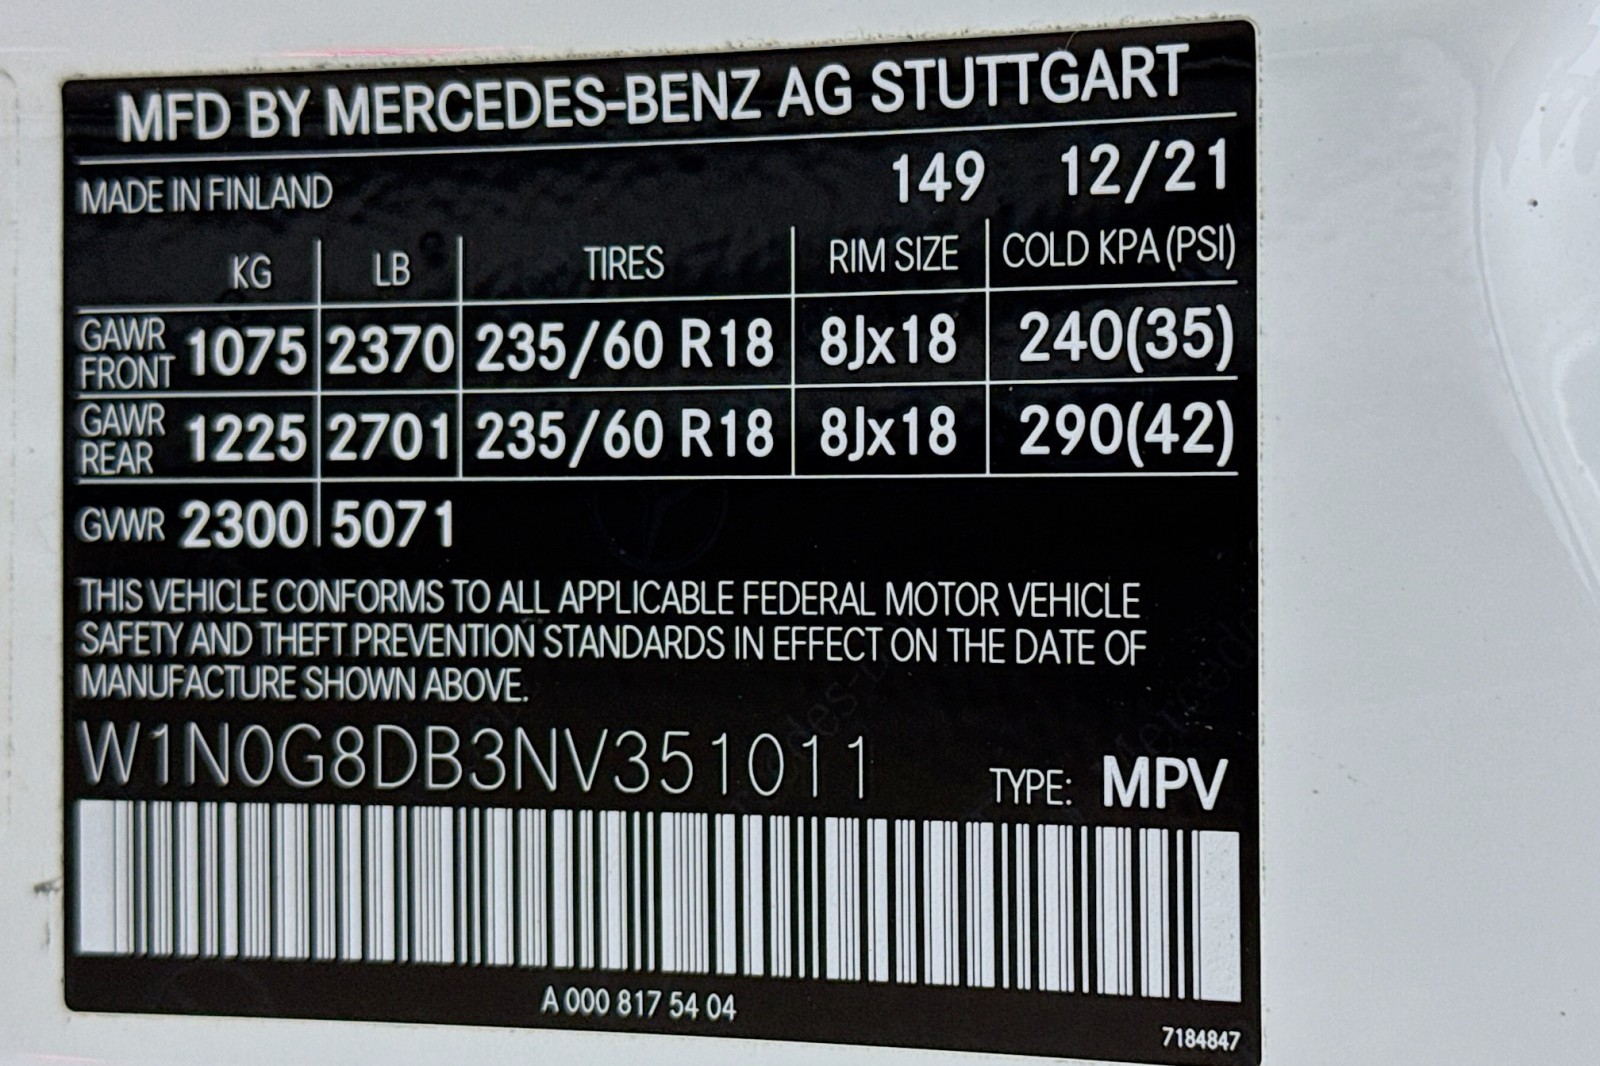 MFD BY MERCEDES-BENZ AG STUTTGART
MADE IN FINLAND 149 12/21
KG LB TIRES RIM SIZE COLD KPA (PSI)
GAWR FRONT 1075 2370 235/60 R18 8Jx18 240(35)
GAWR REAR 1225 2701 235/60 R18 8Jx18 290(42)
GVWR 2300 5071
THIS VEHICLE CONFORMS TO ALL APPLICABLE FEDERAL MOTOR VEHICLE
SAFETY AND THEFT PREVENTION STANDARDS IN EFFECT ON THE DATE OF
MANUFACTURE SHOWN ABOVE.
W1N0G8DB3NV351011 TYPE: MPV
A 000 817 54 04
7184847